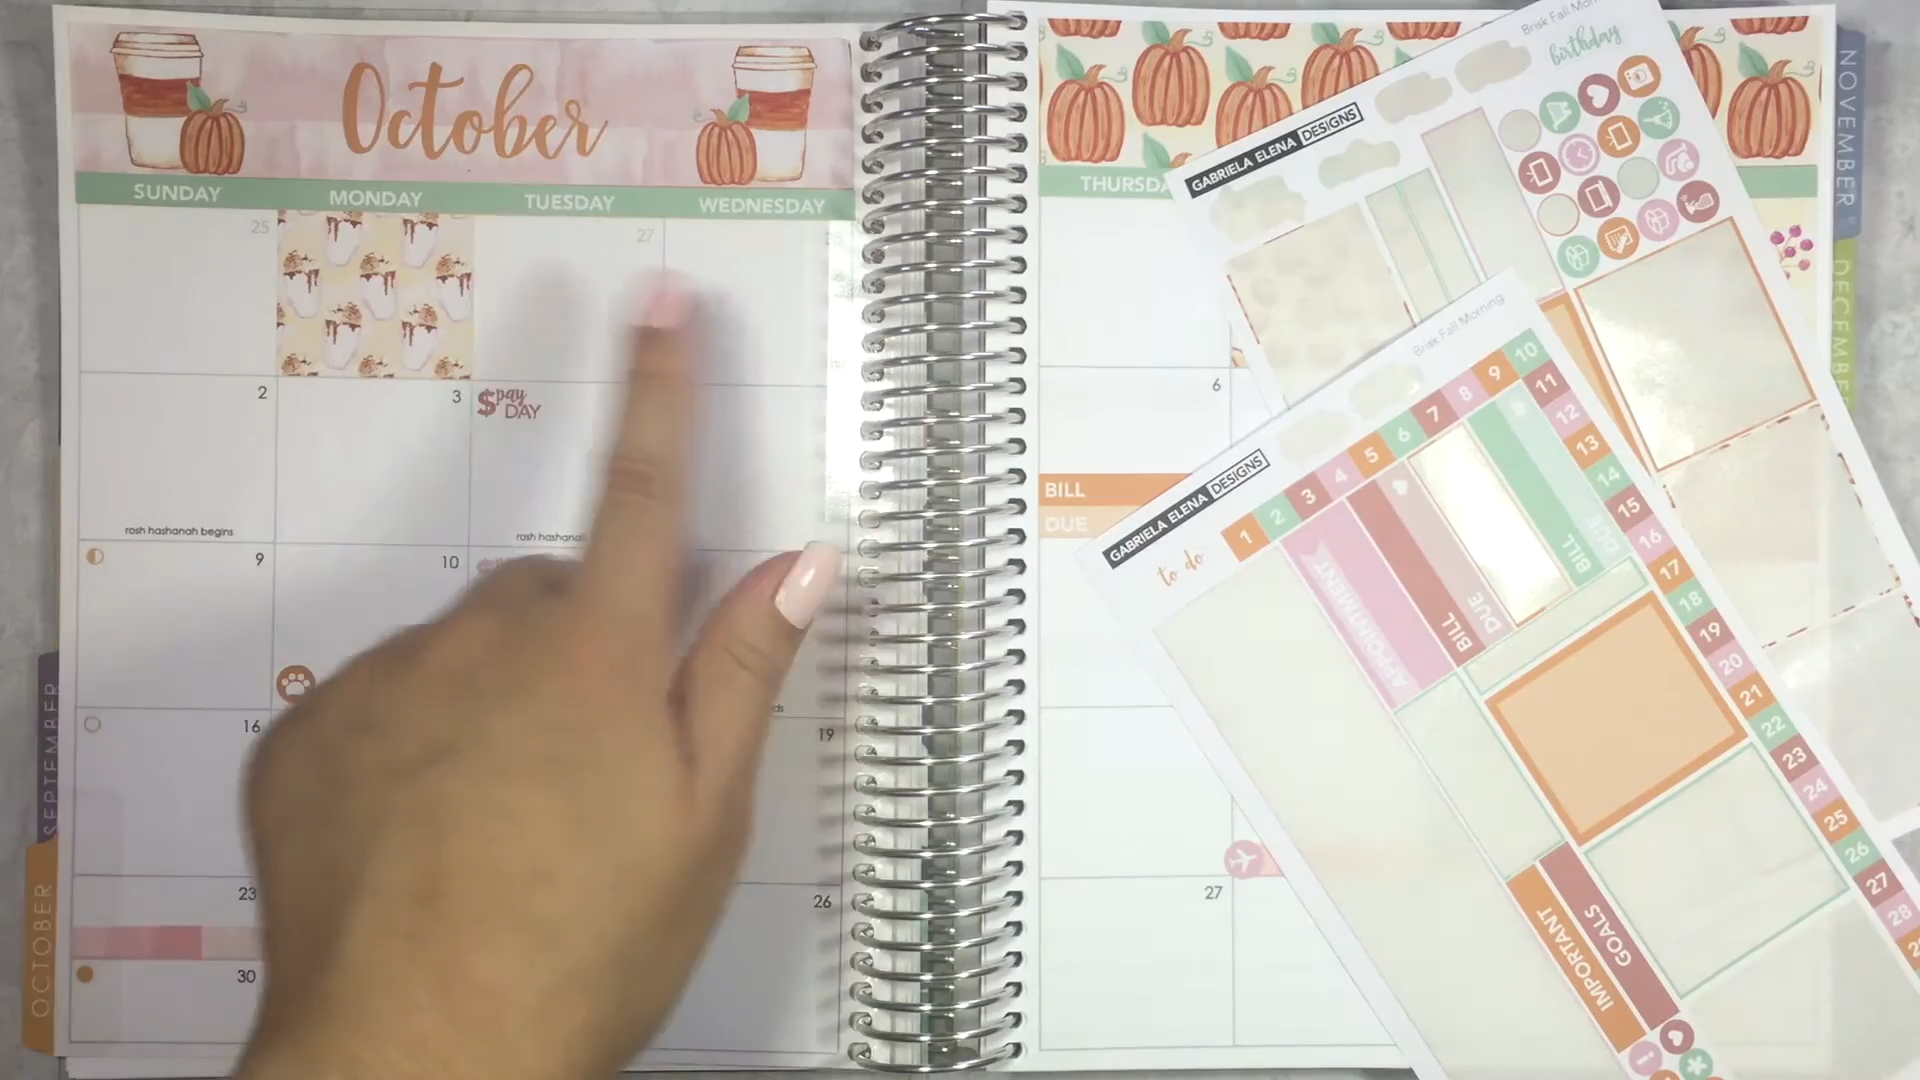 October
SUNDAY
MONDAY
TUESDAY
WEDNESDAY
25
27
2
3
$pay
DAY
rosh hashanah begins
9
10
16
19
23
26
30
SEPTEMBER
OCTOBER
6
BILL
DUE
27
NOVEMBER
birthday
GABRIELA ELENA DESIGNS
Brisk Fall Morning
GABRIELA ELENA DESIGNS
to do
1 2 3 4 5 6 7 8 9 10
11
12
13
14
15
16
17
18
19
20
21
22
23
24
25
26
27
28
APPOINTMENT
BILL
DUE
BILL
DUE
IMPORTANT
GOALS